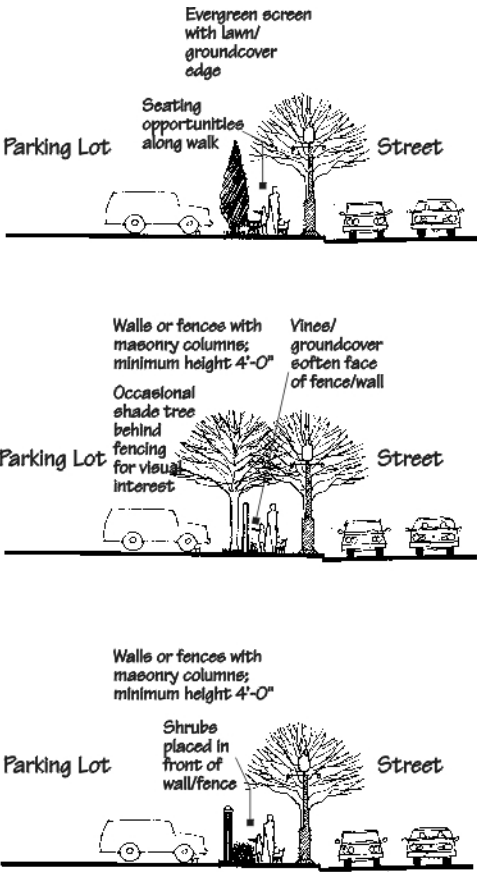 Evergreen screen
with lawn/
groundcover
edge
Seating
opportunities
along walk
Parking Lot
Street
Walls or fences with
masonry columns;
minimum height 4'-0"
Vines/
groundcover
soften face
of fence/wall
Occasional
shade tree
behind
fencing
for visual
interest
Parking Lot
Street
Walls or fences with
masonry columns;
minimum height 4'-0"
Shrubs
placed in
front of
wall/fence
Parking Lot
Street